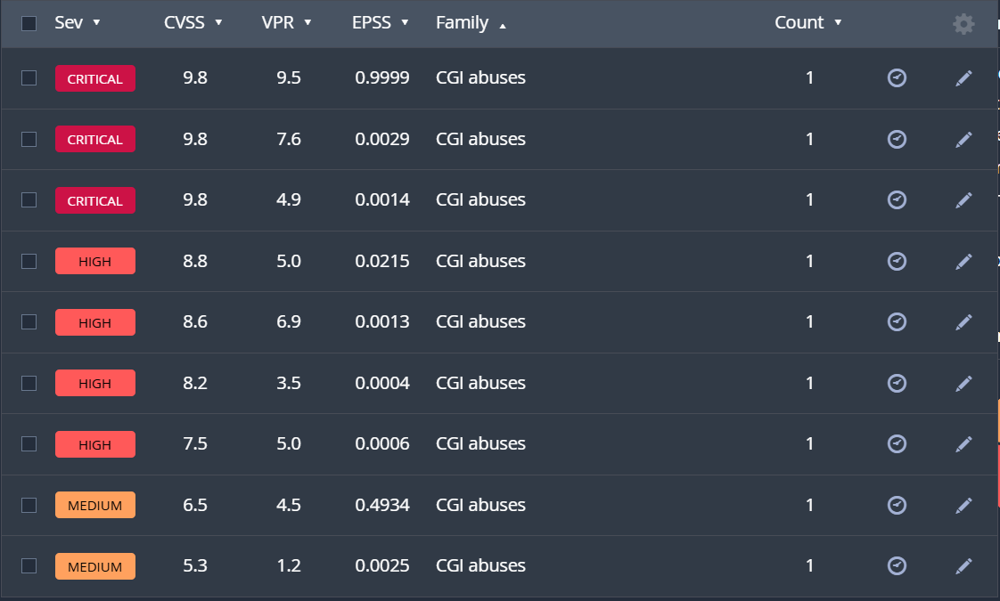 Sev CVSS VPR EPSS Family Count
CRITICAL 9.8 9.5 0.9999 CGI abuses 1
CRITICAL 9.8 7.6 0.0029 CGI abuses 1
CRITICAL 9.8 4.9 0.0014 CGI abuses 1
HIGH 8.8 5.0 0.0215 CGI abuses 1
HIGH 8.6 6.9 0.0013 CGI abuses 1
HIGH 8.2 3.5 0.0004 CGI abuses 1
HIGH 7.5 5.0 0.0006 CGI abuses 1
MEDIUM 6.5 4.5 0.4934 CGI abuses 1
MEDIUM 5.3 1.2 0.0025 CGI abuses 1